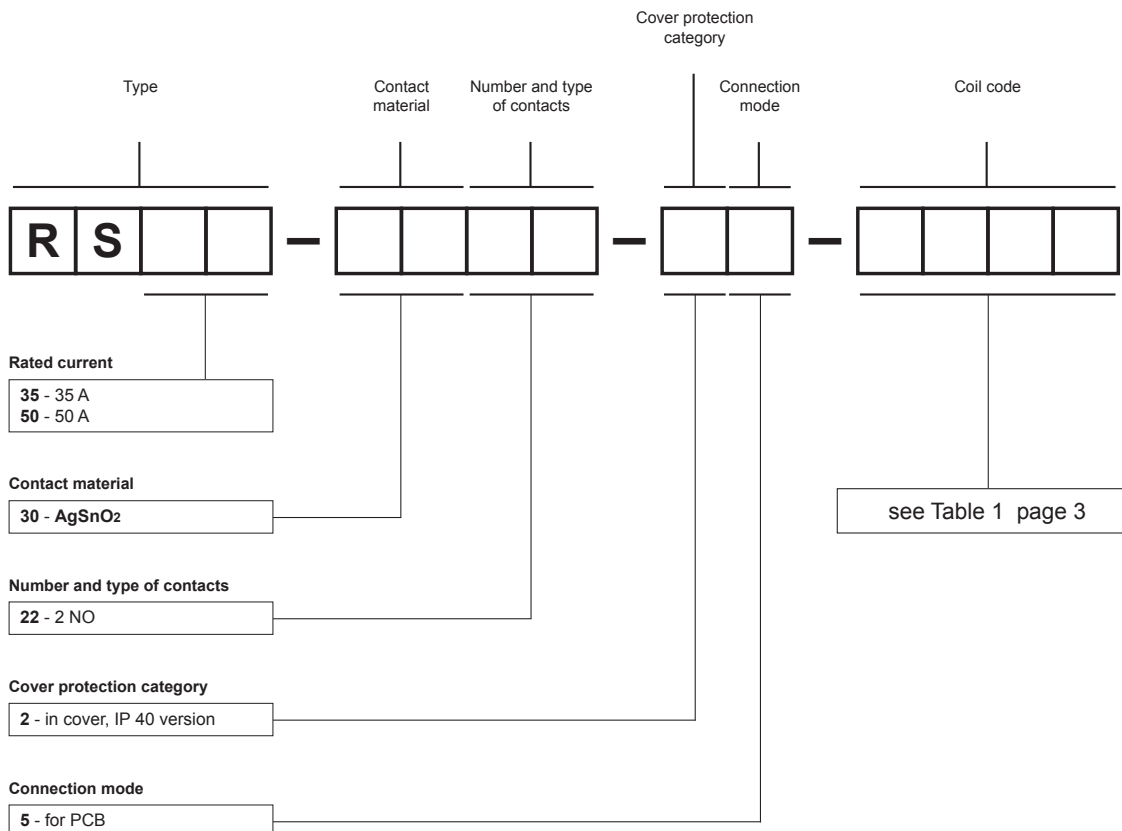 Cover protection
category
Type
Contact
material
Number and type
of contacts
Connection
mode
Coil code
R S – – –
Rated current
35 - 35 A
50 - 50 A
Contact material
30 - AgSnO2
see Table 1 page 3
Number and type of contacts
22 - 2 NO
Cover protection category
2 - in cover, IP 40 version
Connection mode
5 - for PCB